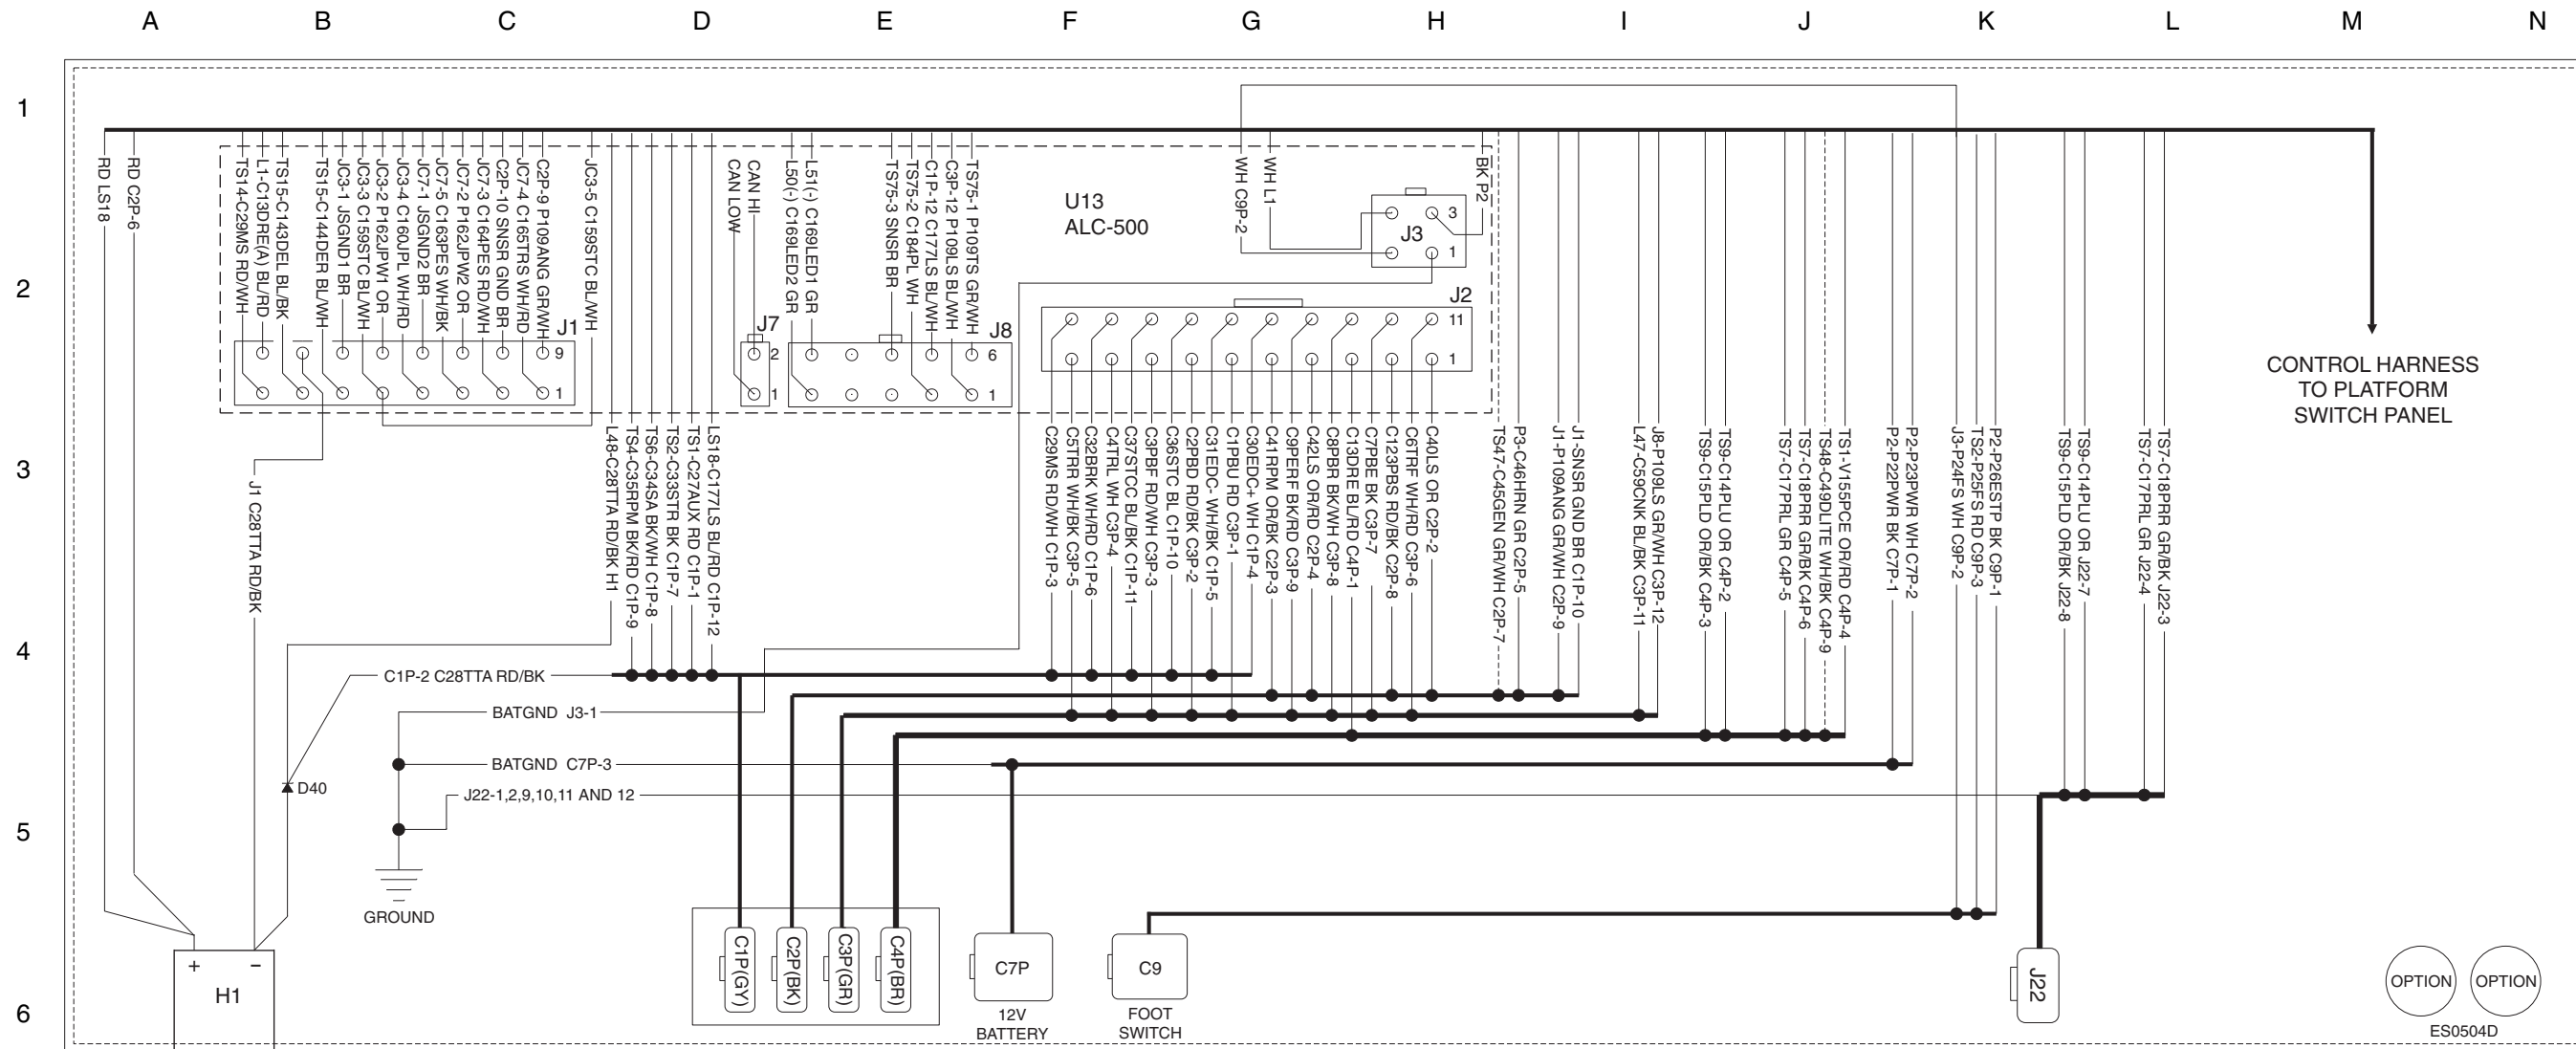 A B C D E F G H I J K L M N
1
2
3
4
5
6
RD LS18
RD C2P-6
TS14-C29MS RD/WH
L1-C13DRE(A) BL/RD
TS15-C143DEL BL/BK
TS15-C144DER BL/WH
JC3-1 JSGND1 BR
JC3-3 C159STC BL/WH
JC3-2 P162JPW1 OR
JC3-4 C160JPL WH/RD
JC7-1 JSGND2 BR
JC7-5 C163PES WH/BK
JC7-2 P162JPW2 OR
JC7-3 C164PES RD/WH
C2P-10 SNSR GND BR
JC7-4 C165TRS WH/RD
C2P-9 P109ANG GR/WH
JC3-5 C159STC BL/WH
CAN LOW
CAN HI
L50(-) C169LED2 GR
L51(-) C169LED1 GR
TS75-3 SNSR BR
TS75-2 C184PL WH
C1P-12 C177LS BL/WH
C3P-12 P109LS BL/WH
TS75-1 P109TS GR/WH
U13
ALC-500
WH C9P-2
WH L1
BK P2
J3
3
1
J1
9
1
J7
2
1
J8
6
1
J2
11
1
CONTROL HARNESS
TO PLATFORM
SWITCH PANEL
J1 C28TTA RD/BK
L48-C28TTA RD/BK H1
TS4-C35RPM BK/RD C1P-9
TS6-C34SA BK/WH C1P-8
TS2-C33STR BK C1P-7
TS1-C27AUX RD C1P-1
LS18-C177LS BL/RD C1P-12
C29MS RD/WH C1P-3
C5TRR WH/BK C3P-5
C32BRK WH/RD C1P-6
C4TRL WH C3P-4
C37STCC BL/BK C1P-11
C3PBF RD/WH C3P-3
C36STC BL C1P-10
C2PBD RD/BK C3P-2
C31EDC- WH/BK C1P-5
C1PBU RD C3P-1
C30EDC+ WH C1P-4
C41RPM OR/BK C2P-3
C9PERF BK/RD C3P-9
C42LS OR/RD C2P-4
C8PBR BK/WH C3P-8
C13DRE BL/RD C4P-1
C7PBE BK C3P-7
C123PBS RD/BK C2P-8
C6TRF WH/RD C3P-6
C40LS OR C2P-2
TS47-C45GEN GR/WH C2P-7
P3-C46HRN GR C2P-5
J1-P109ANG GR/WH C2P-9
J1-SNSR GND BR C1P-10
L47-C59CNK BL/BK C3P-11
J8-P109LS GR/WH C3P-12
TS9-C15PLD OR/BK C4P-3
TS9-C14PLU OR C4P-2
TS7-C17PRL GR C4P-5
TS7-C18PRR GR/BK C4P-6
TS48-C49DLITE WH/BK C4P-9
TS1-V155PCE OR/RD C4P-4
P2-P22PWR BK C7P-1
P2-P23PWR WH C7P-2
J3-P24FS WH C9P-2
TS2-P25FS RD C9P-3
P2-P26ESTP BK C9P-1
TS9-C15PLD OR/BK J22-8
TS9-C14PLU OR J22-7
TS7-C17PRL GR J22-4
TS7-C18PRR GR/BK J22-3
C1P-2 C28TTA RD/BK
BATGND J3-1
BATGND C7P-3
D40
J22-1,2,9,10,11 AND 12
GROUND
+ −
H1
C1P(GY)
C2P(BK)
C3P(GR)
C4P(BR)
C7P
12V
BATTERY
C9
FOOT
SWITCH
J22
OPTION
OPTION
ES0504D